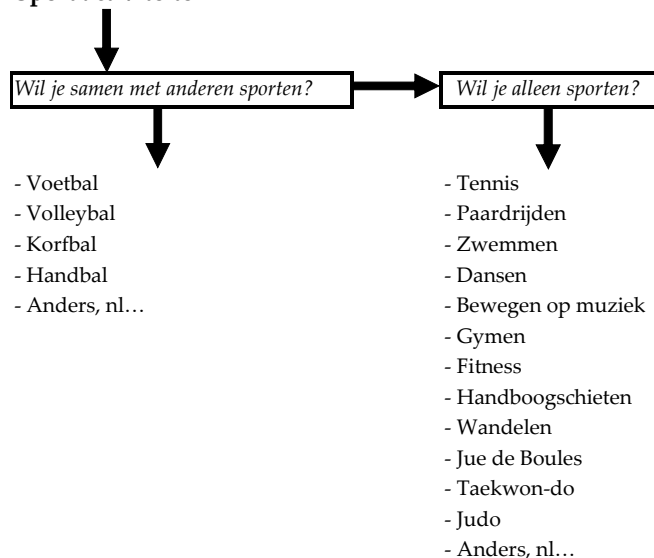 Wil je samen met anderen sporten?
- Voetbal
- Volleybal
- Korfbal
- Handbal
- Anders, nl…
Wil je alleen sporten?
- Tennis
- Paardrijden
- Zwemmen
- Dansen
- Bewegen op muziek
- Gymen
- Fitness
- Handboogschieten
- Wandelen
- Jue de Boules
- Taekwon-do
- Judo
- Anders, nl…